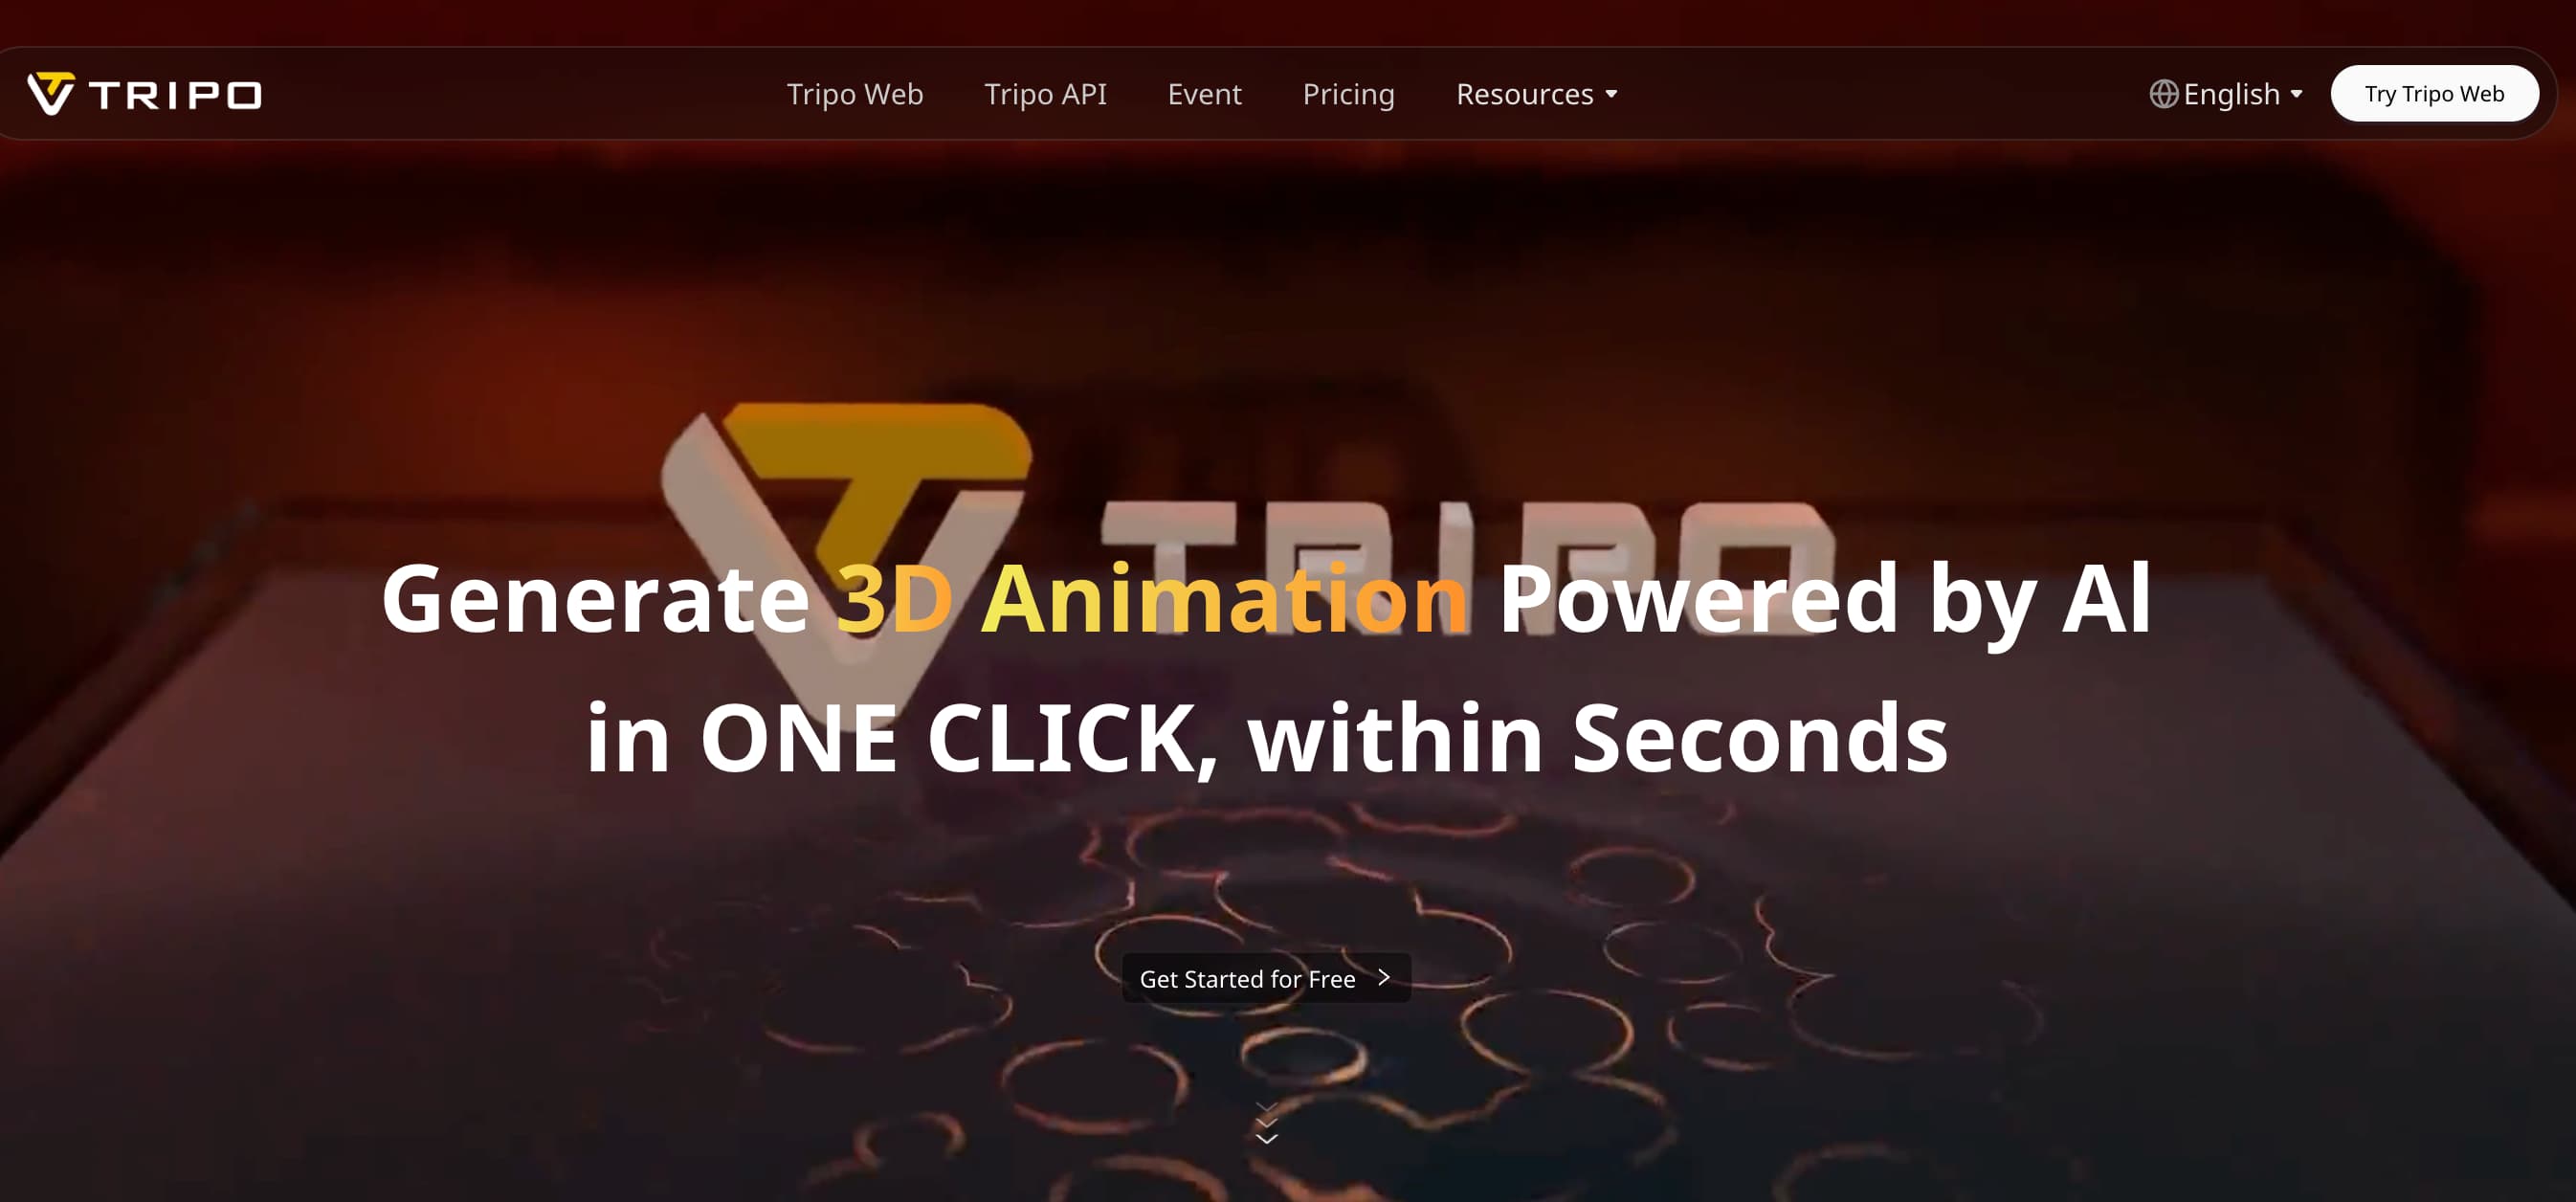 TRIPO
Tripo Web
Tripo API
Event
Pricing
Resources
English
Try Tripo Web
TRIPO
Generate 3D Animation Powered by AI
in ONE CLICK, within Seconds
Get Started for Free